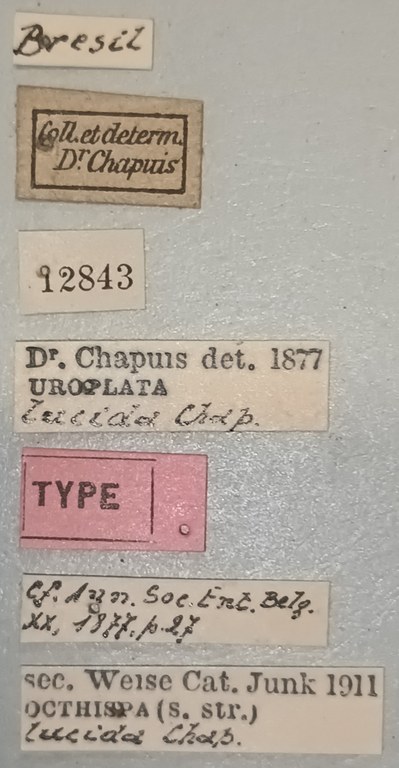 Bresil
Coll. et determ.
Dr Chapuis
12843
Dr. Chapuis det. 1877
UROPLATA
lucida Chap.
TYPE
Cf. Ann. Soc. Ent. Belg.
XX, 1877, p. 27
sec. Weise Cat. Junk 1911
OCTHISPA (s. str.)
lucida Chap.